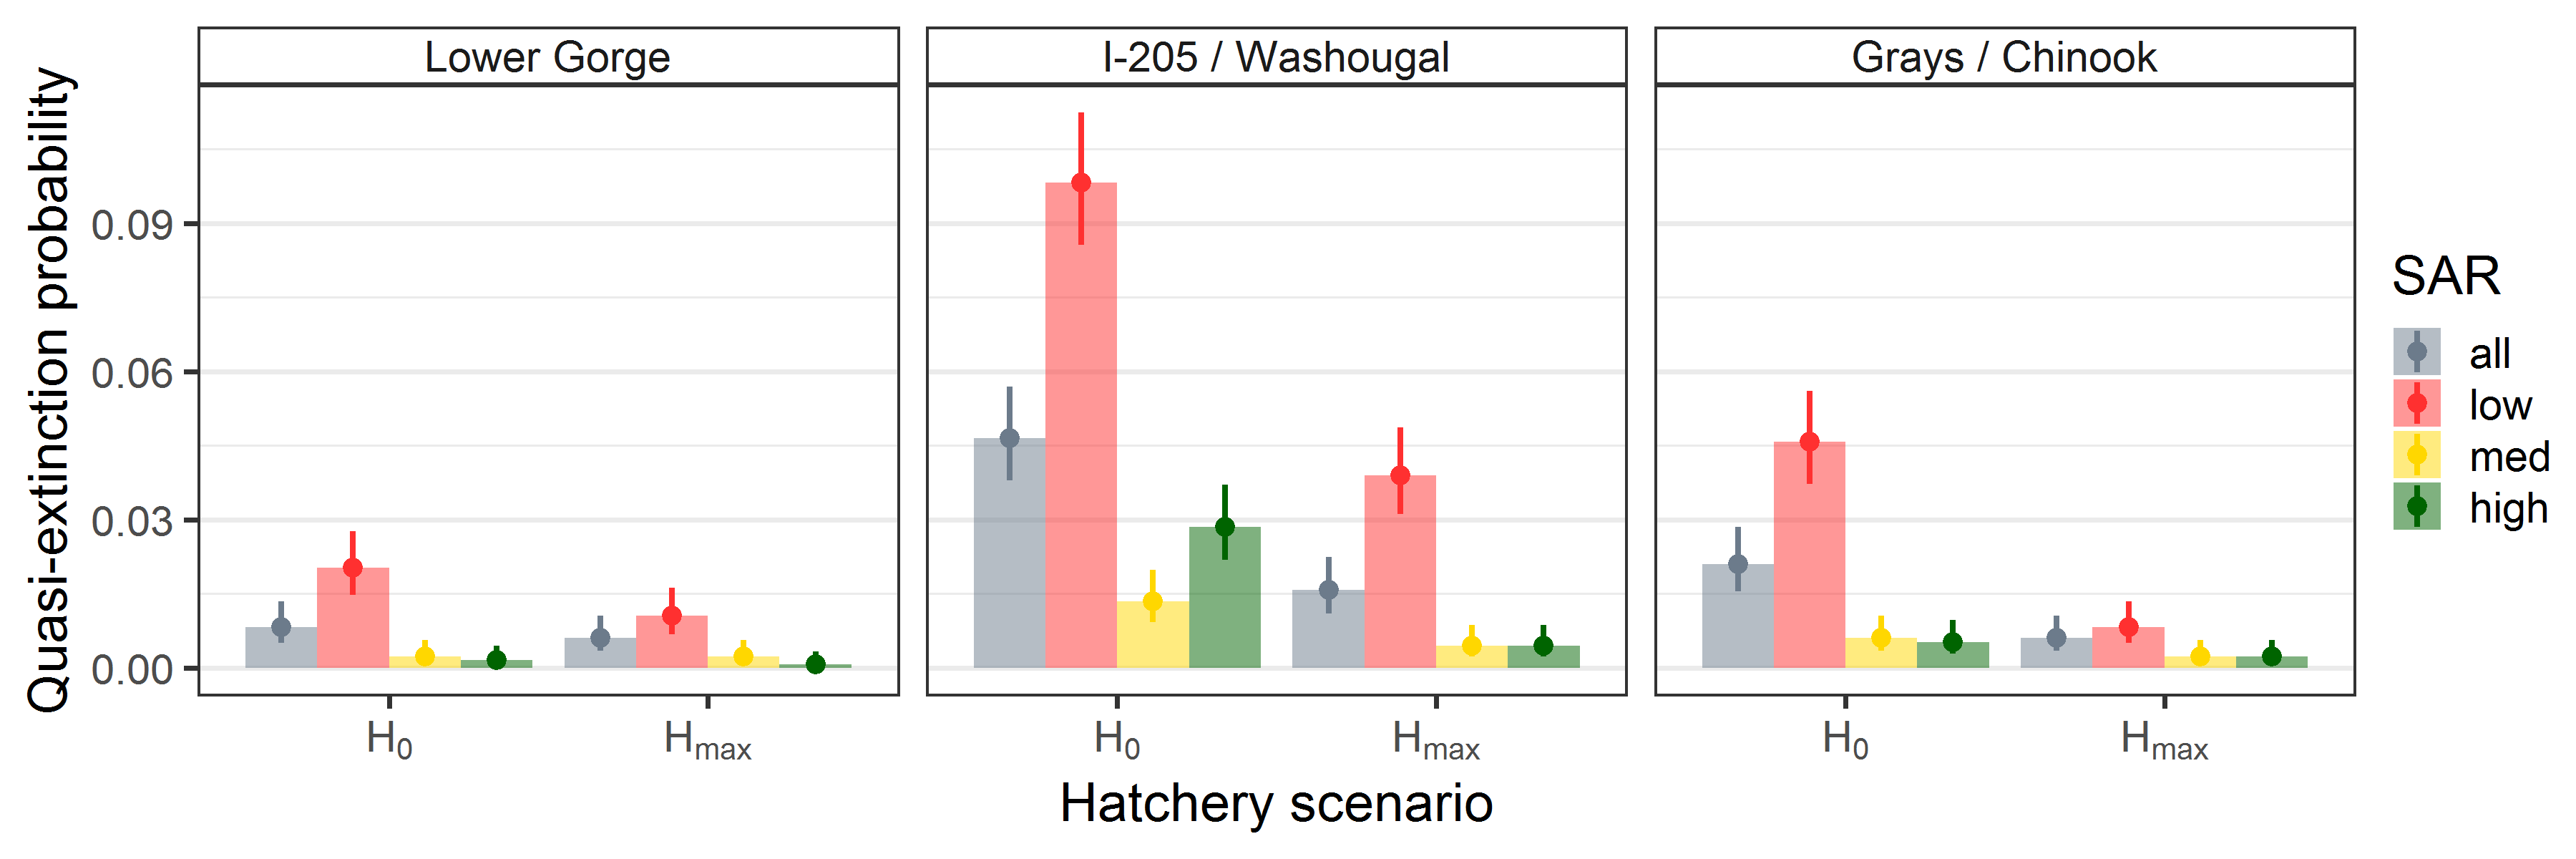 Lower Gorge
I-205 / Washougal
Grays / Chinook
Quasi-extinction probability
0.09
0.06
0.03
0.00
H0
Hmax
H0
Hmax
H0
Hmax
Hatchery scenario
SAR
all
low
med
high